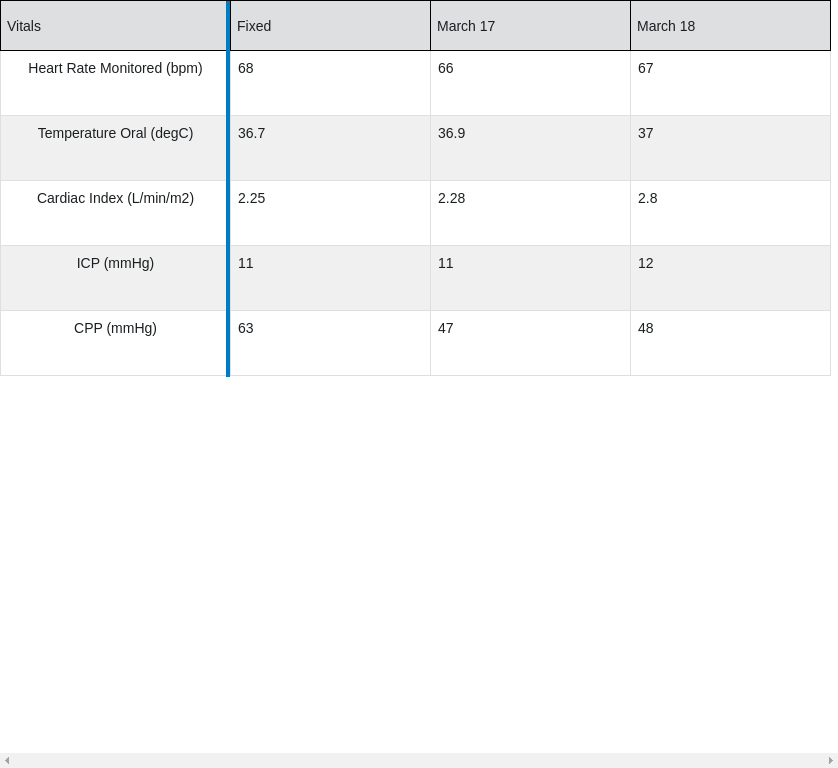 Vitals Fixed March 17 March 18
Heart Rate Monitored (bpm) 68 66 67
Temperature Oral (degC) 36.7 36.9 37
Cardiac Index (L/min/m2) 2.25 2.28 2.8
ICP (mmHg) 11 11 12
CPP (mmHg) 63 47 48